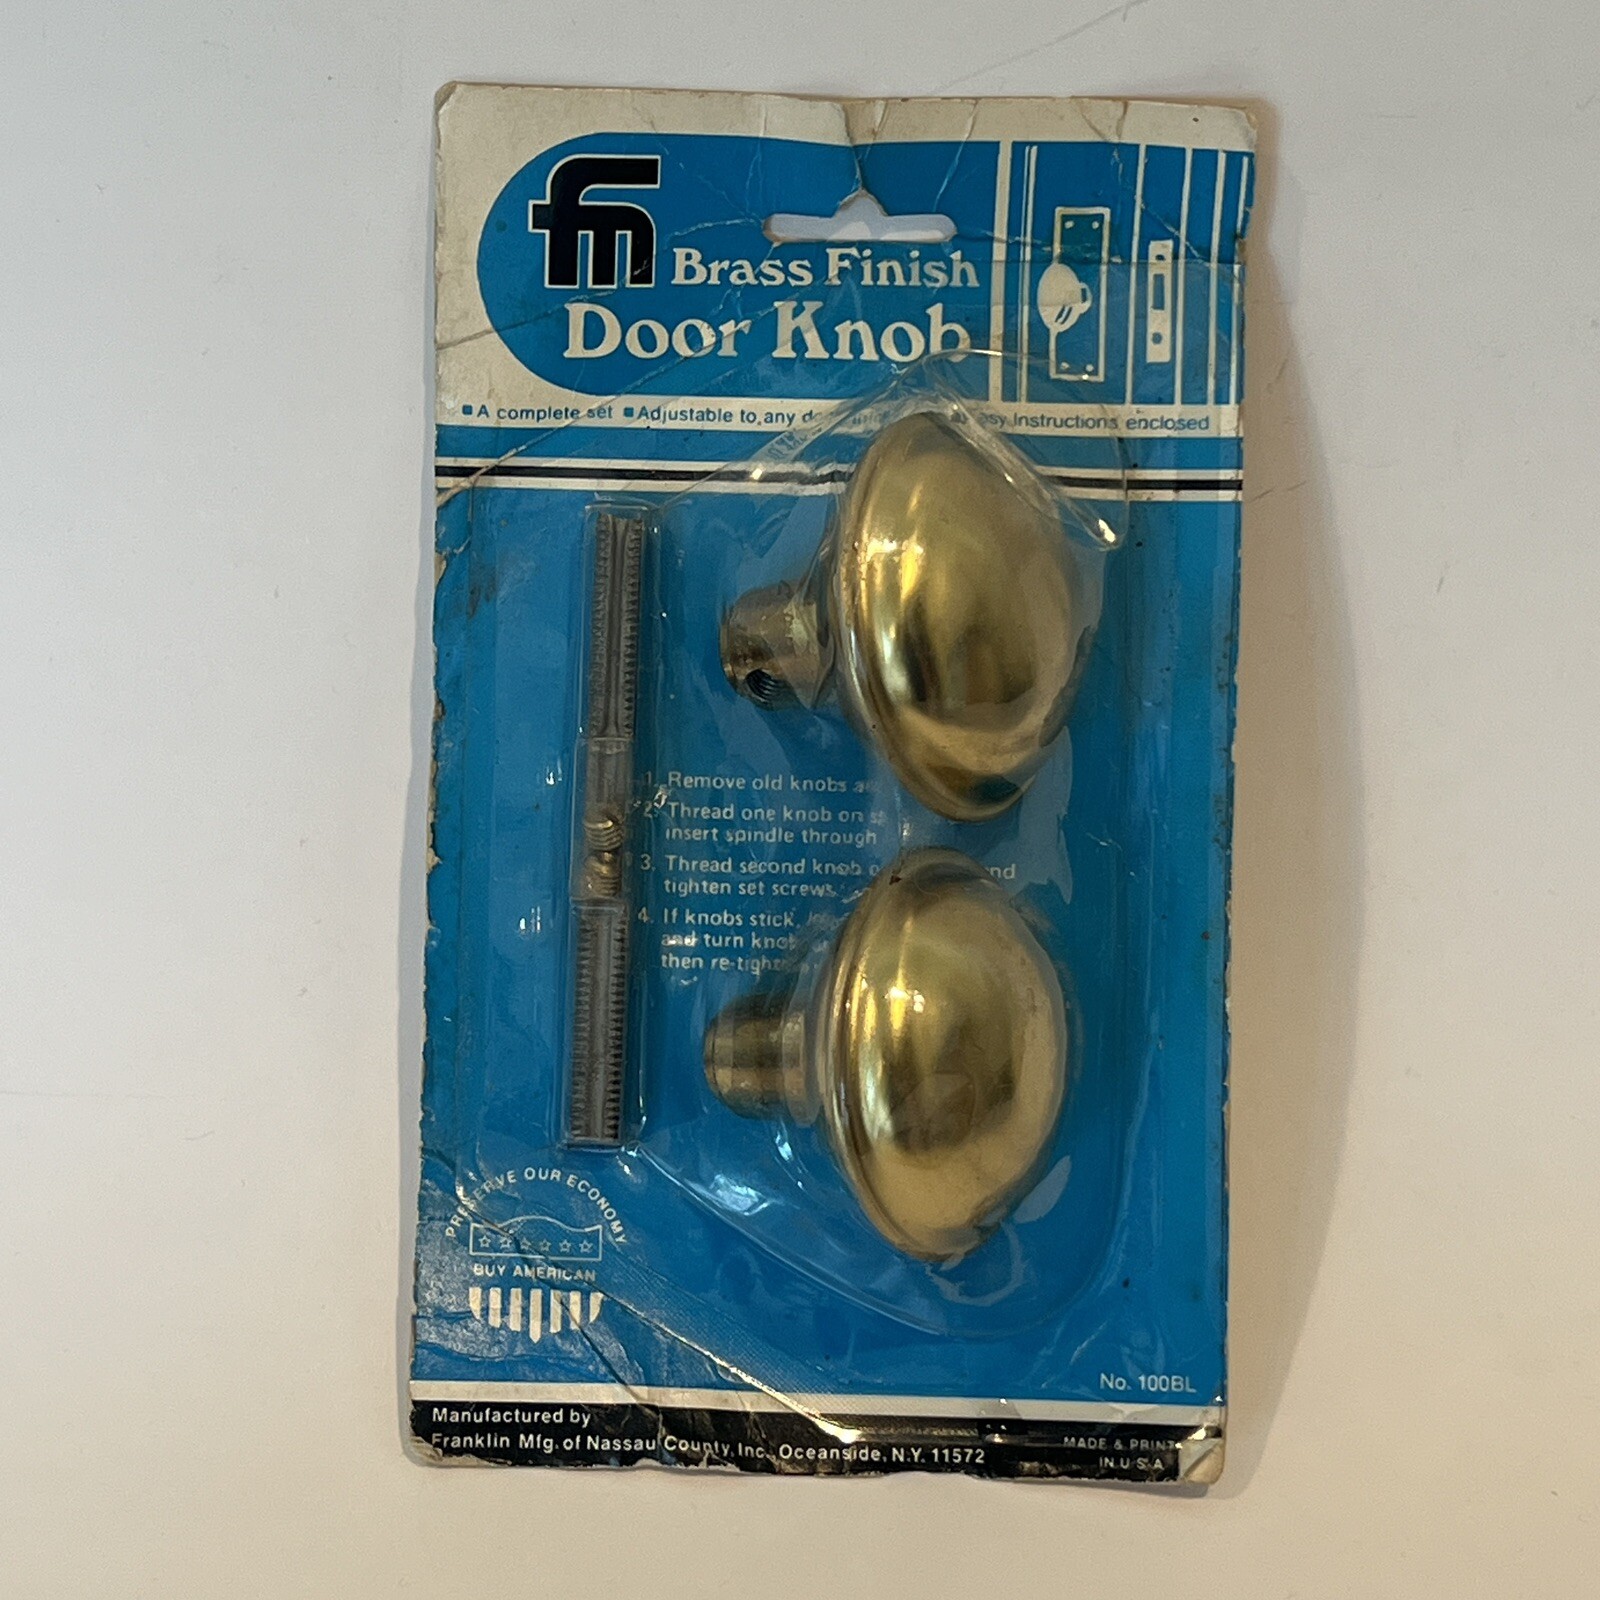 fm
Brass Finish
Door Knob
A complete set Adjustable to any easy instructions enclosed
1. Remove old knobs
2. Thread one knob on
insert spindle through
3. Thread second knob
tighten set screws.
4. If knobs stick,
and turn knob
then re-tighten
PRESERVE OUR ECONOMY
BUY AMERICAN
No. 100BL
Manufactured by
Franklin Mfg. of Nassau County, Inc., Oceanside, N.Y. 11572
MADE & PRINT
IN U S A